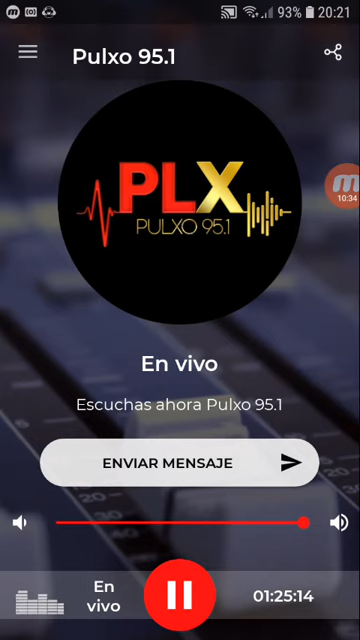 93% 20:21
Pulxo 95.1
10:34
PLX
PULXO 95.1
En vivo
Escuchas ahora Pulxo 95.1
ENVIAR MENSAJE
En
vivo
01:25:14